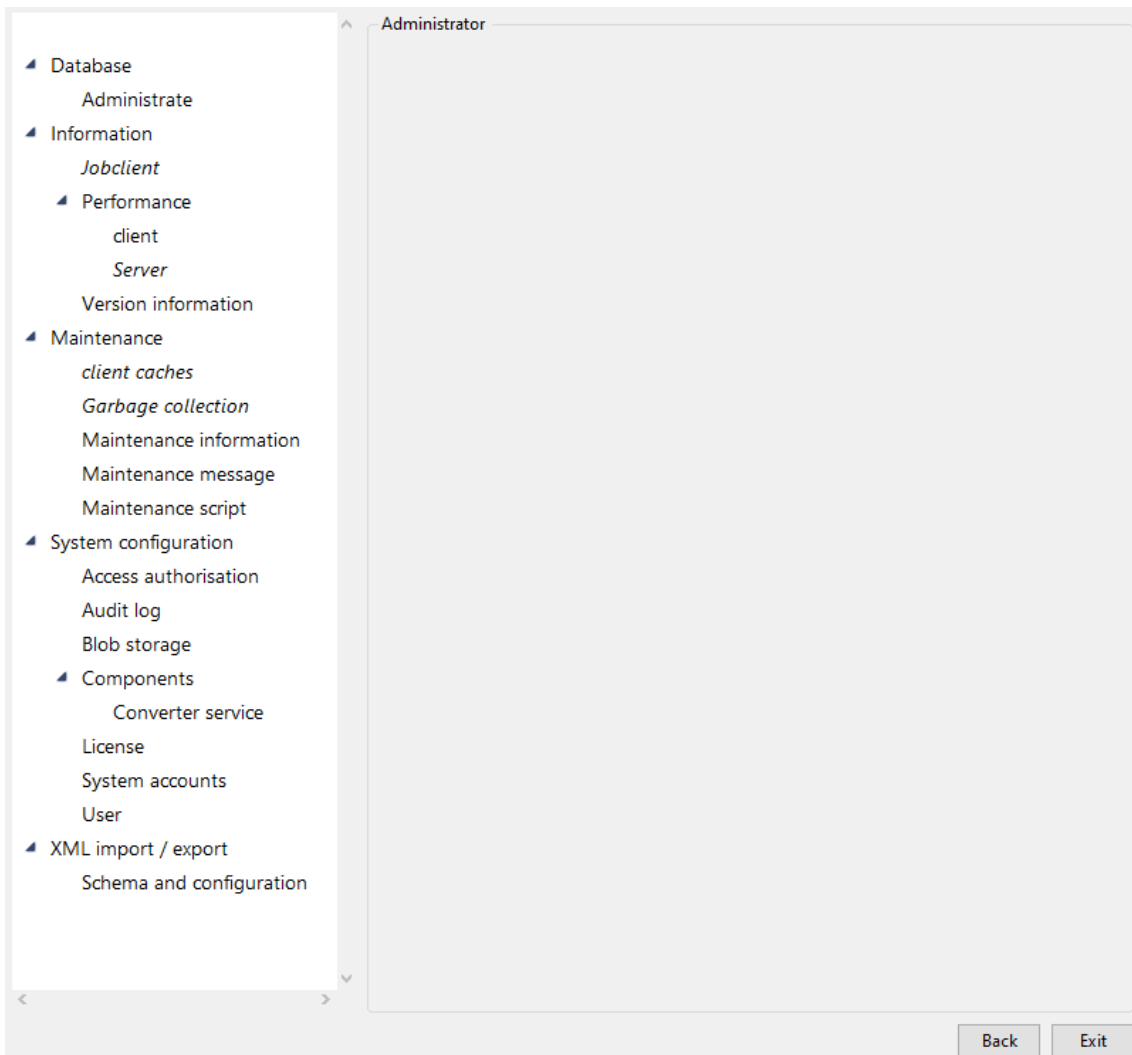 Administrator
Database
Administrate
Information
Jobclient
Performance
client
Server
Version information
Maintenance
client caches
Garbage collection
Maintenance information
Maintenance message
Maintenance script
System configuration
Access authorisation
Audit log
Blob storage
Components
Converter service
License
System accounts
User
XML import / export
Schema and configuration
Back
Exit